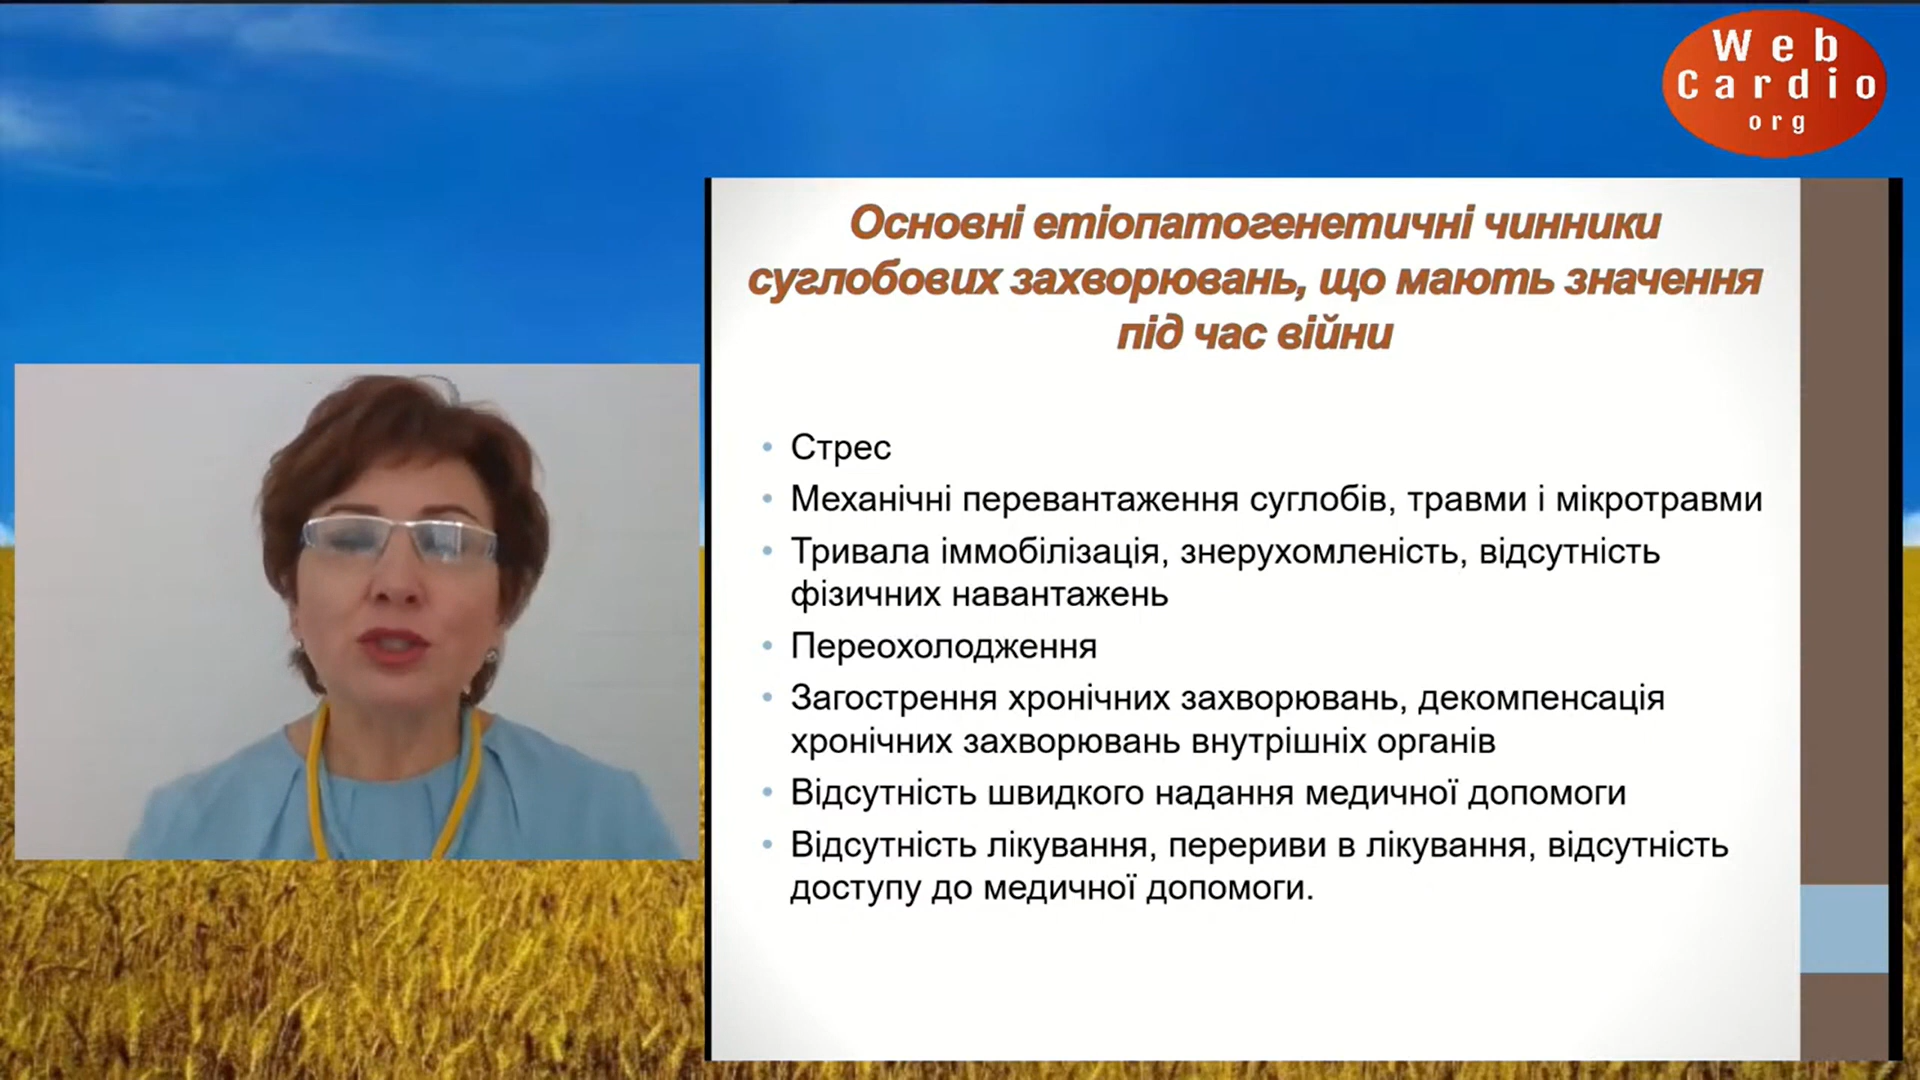 Web
Cardio
org
Основні етіопатогенетичні чинники
суглобових захворювань, що мають значення
під час війни
• Стрес
• Механічні перевантаження суглобів, травми і мікротравми
• Тривала іммобілізація, знерухомленість, відсутність
фізичних навантажень
• Переохолодження
• Загострення хронічних захворювань, декомпенсація
хронічних захворювань внутрішніх органів
• Відсутність швидкого надання медичної допомоги
• Відсутність лікування, перериви в лікування, відсутність
доступу до медичної допомоги.